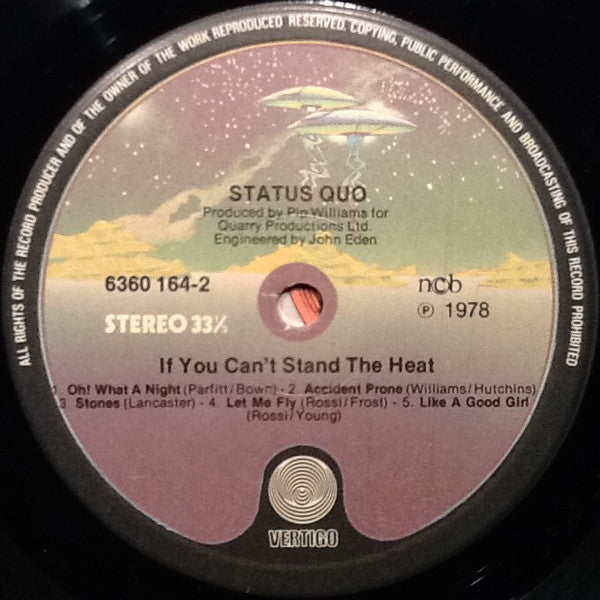 ALL RIGHTS OF THE RECORD PRODUCER AND OF THE OWNER OF THE WORK REPRODUCED RESERVED. COPYING, PUBLIC PERFORMANCE AND BROADCASTING OF THIS RECORD PROHIBITED
STATUS QUO
Produced by Pip Williams for
Quarry Productions Ltd.
Engineered by John Eden
6360 164-2
ncb
STEREO 33⅓
Ⓟ 1978
If You Can't Stand The Heat
1. Oh! What A Night (Parfitt/Bown) - 2. Accident Prone (Williams/Hutchins)
3. Stones (Lancaster) - 4. Let Me Fly (Rossi/Frost) - 5. Like A Good Girl
(Rossi/Young)
VERTIGO